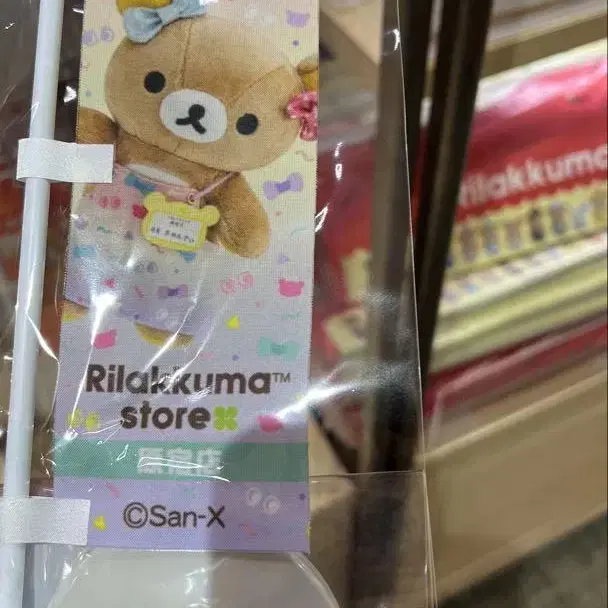 Rilakkuma™
store
原宿店
©San-X
Rilakkuma